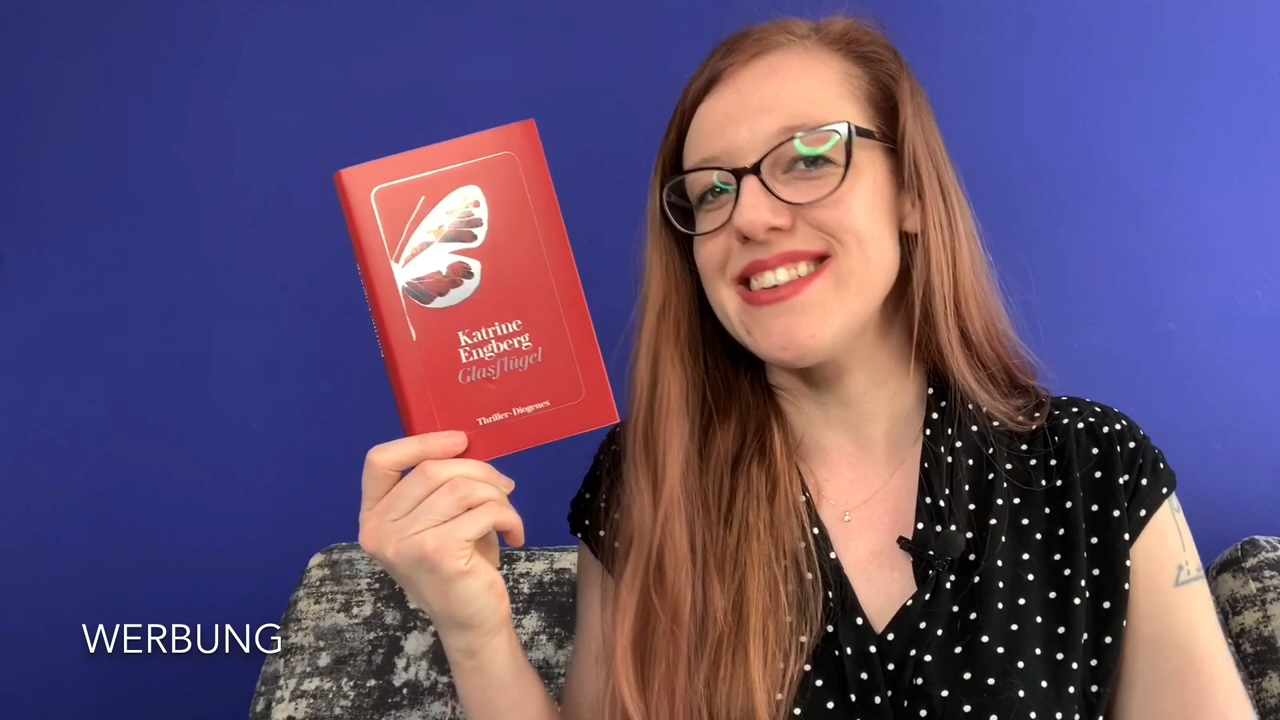 Katrine
Engberg
Glasflügel
Thriller · Diogenes
WERBUNG